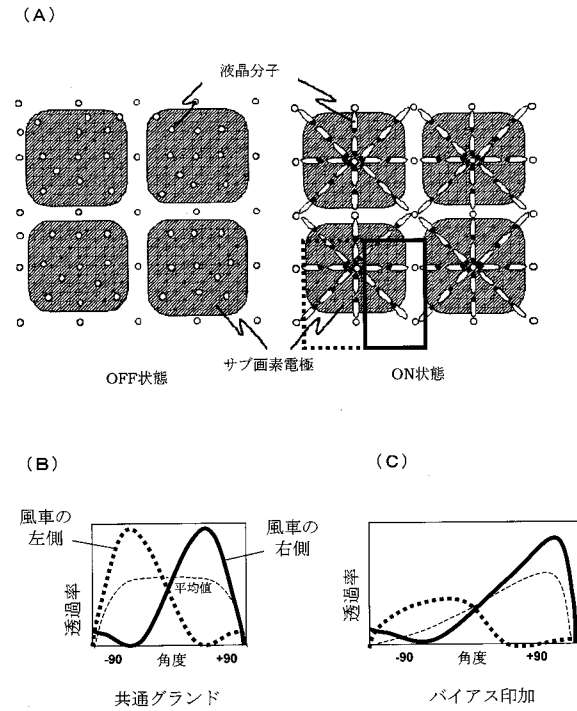 (A)
液晶分子
サブ画素電極
OFF状態
ON状態
(B)
風車の
左側
風車の
右側
透過率
平均値
-90
角度
+90
共通グランド
(C)
透過率
-90
角度
+90
バイアス印加